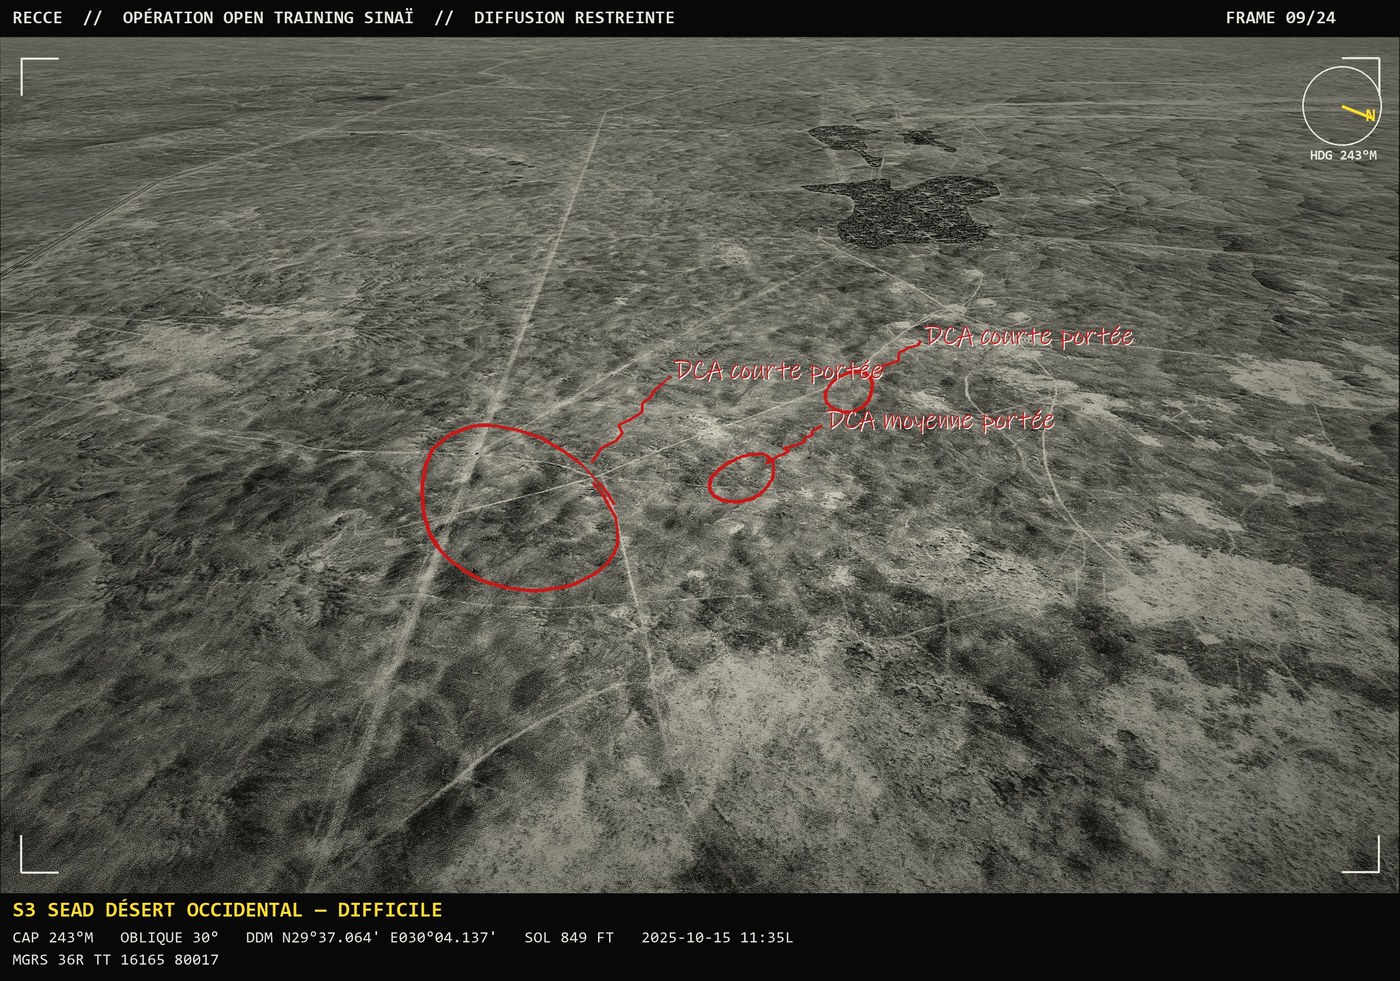 RECCE // OPÉRATION OPEN TRAINING SINAÏ // DIFFUSION RESTREINTE
FRAME 09/24
N
HDG 243°M
DCA courte portée
DCA courte portée
DCA moyenne portée
S3 SEAD DÉSERT OCCIDENTAL — DIFFICILE
CAP 243°M OBLIQUE 30° DDM N29°37.064' E030°04.137' SOL 849 FT 2025-10-15 11:35L
MGRS 36R TT 16165 80017